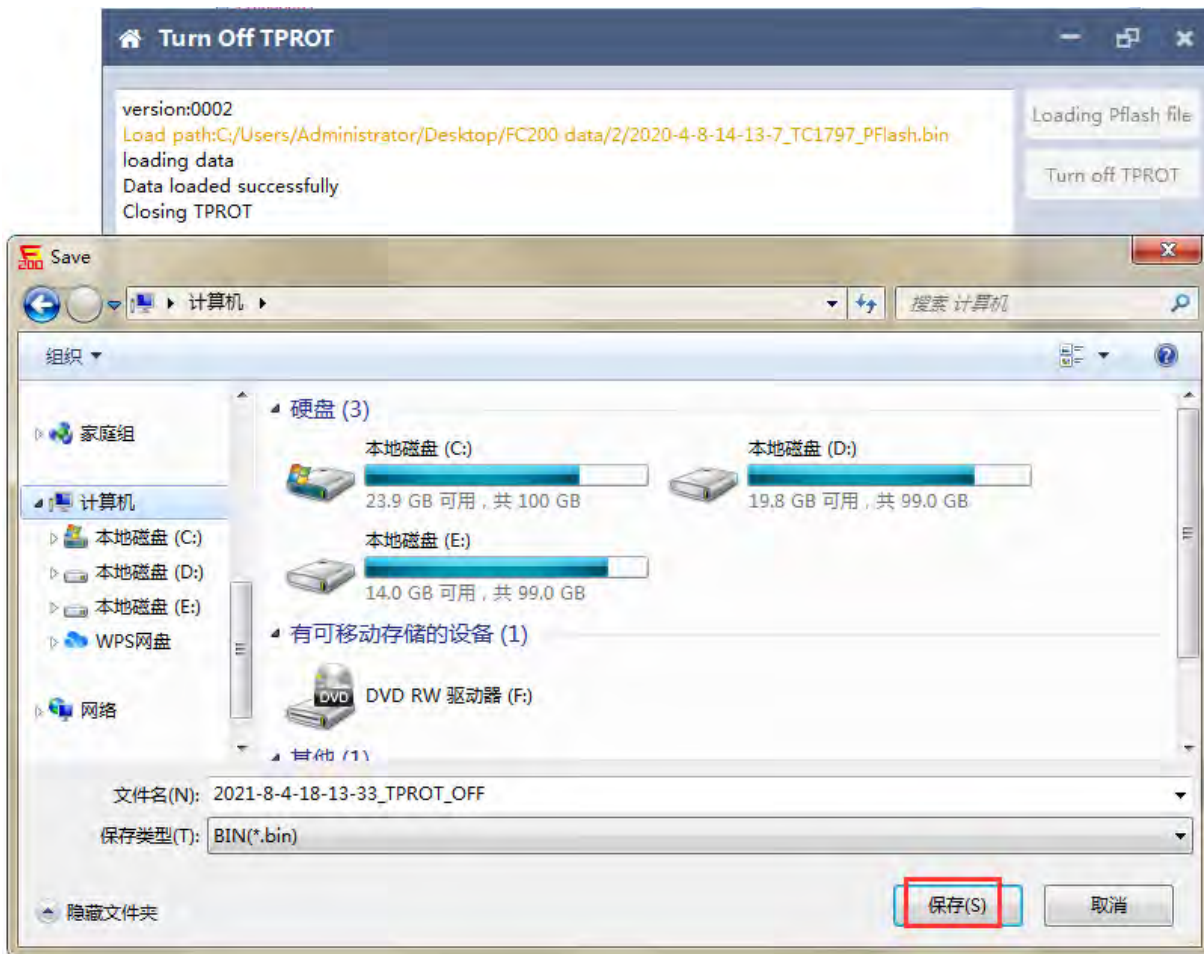 Turn Off TPROT
version:0002
Load path:C:/Users/Administrator/Desktop/FC200 data/2/2020-4-8-14-13-7_TC1797_PFlash.bin
loading data
Data loaded successfully
Closing TPROT
Loading Pflash file
Turn off TPROT
Save
计算机
搜索 计算机
组织
家庭组
计算机
本地磁盘 (C:)
本地磁盘 (D:)
本地磁盘 (E:)
WPS网盘
网络
硬盘 (3)
本地磁盘 (C:)
23.9 GB 可用，共 100 GB
本地磁盘 (D:)
19.8 GB 可用，共 99.0 GB
本地磁盘 (E:)
14.0 GB 可用，共 99.0 GB
有可移动存储的设备 (1)
DVD
DVD RW 驱动器 (F:)
其他 (1)
文件名(N): 2021-8-4-18-13-33_TPROT_OFF
保存类型(T): BIN(*.bin)
隐藏文件夹
保存(S)
取消